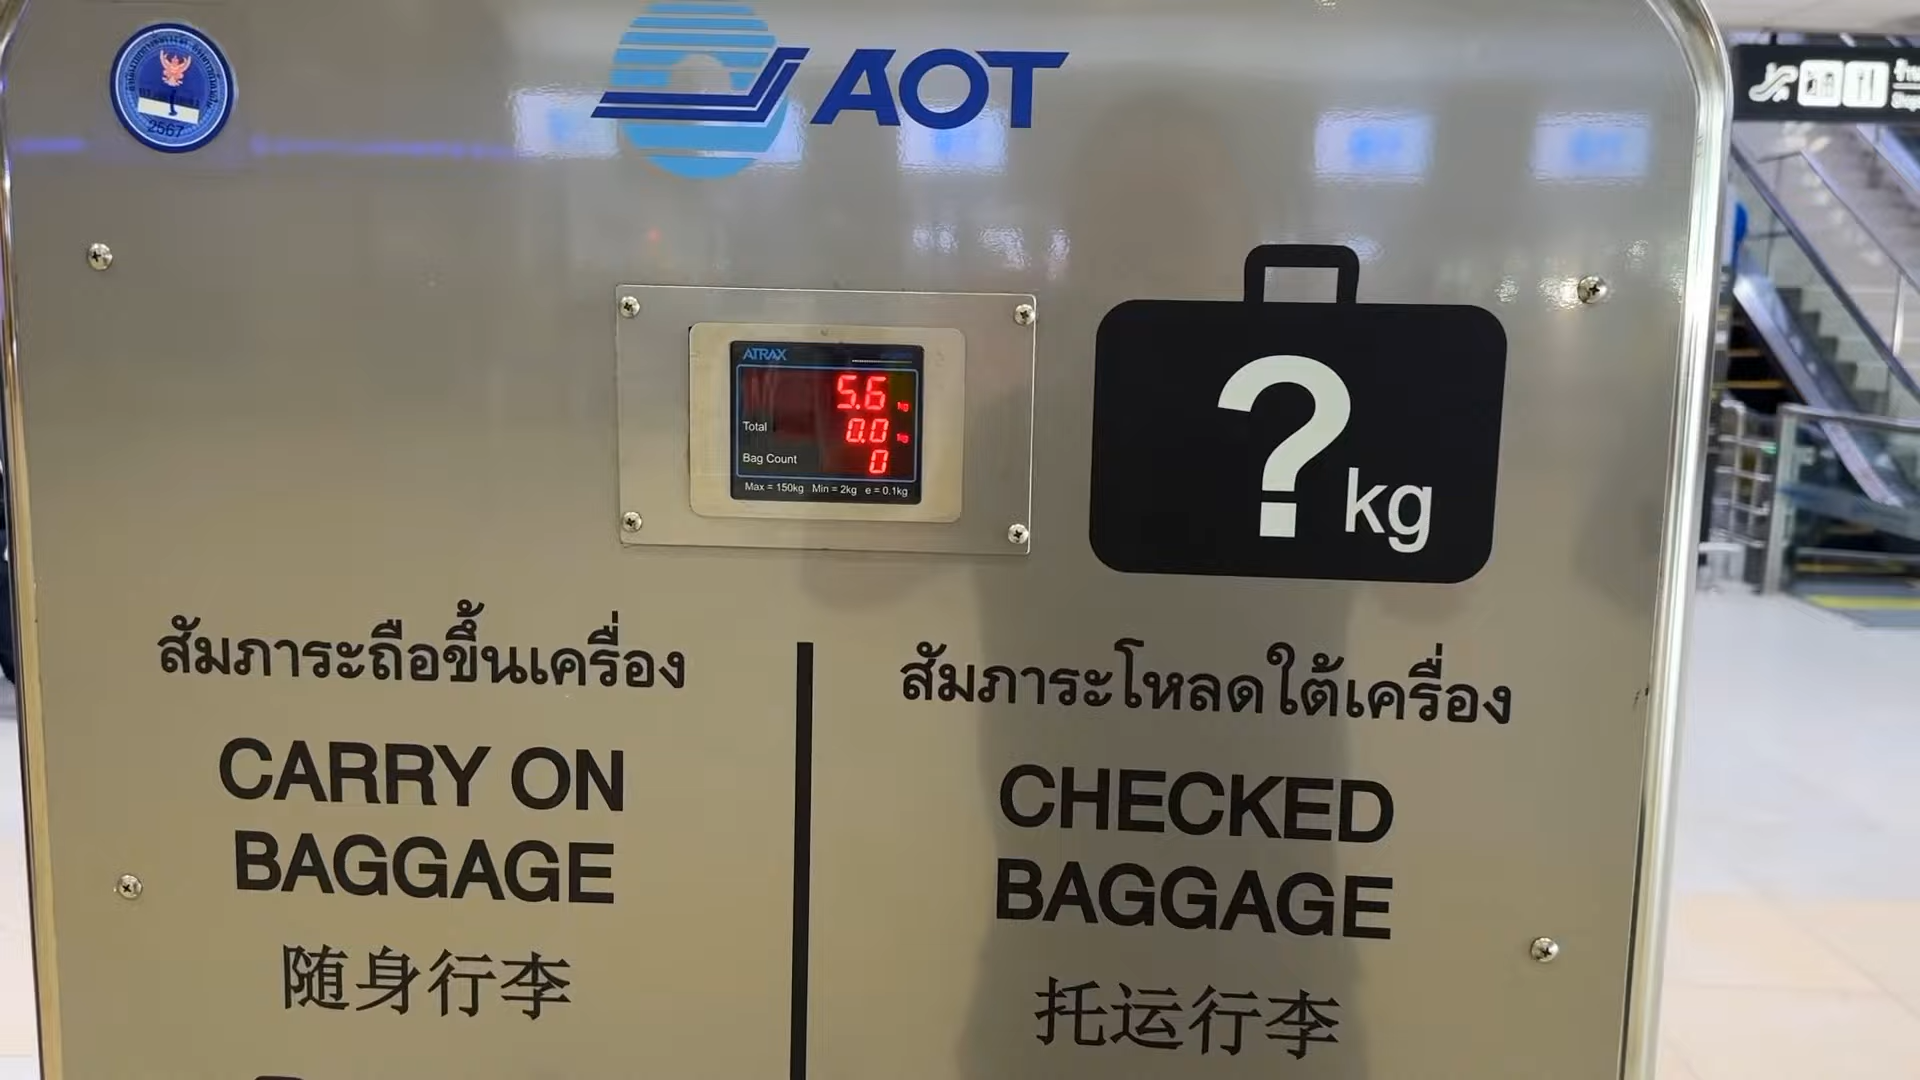 AOT
2567
ATRAX
5.6 kg
Total 0.0 kg
Bag Count 0
Max = 150kg Min = 2kg e = 0.1kg
? kg
สัมภาระถือขึ้นเครื่อง
CARRY ON
BAGGAGE
随身行李
สัมภาระโหลดใต้เครื่อง
CHECKED
BAGGAGE
托运行李